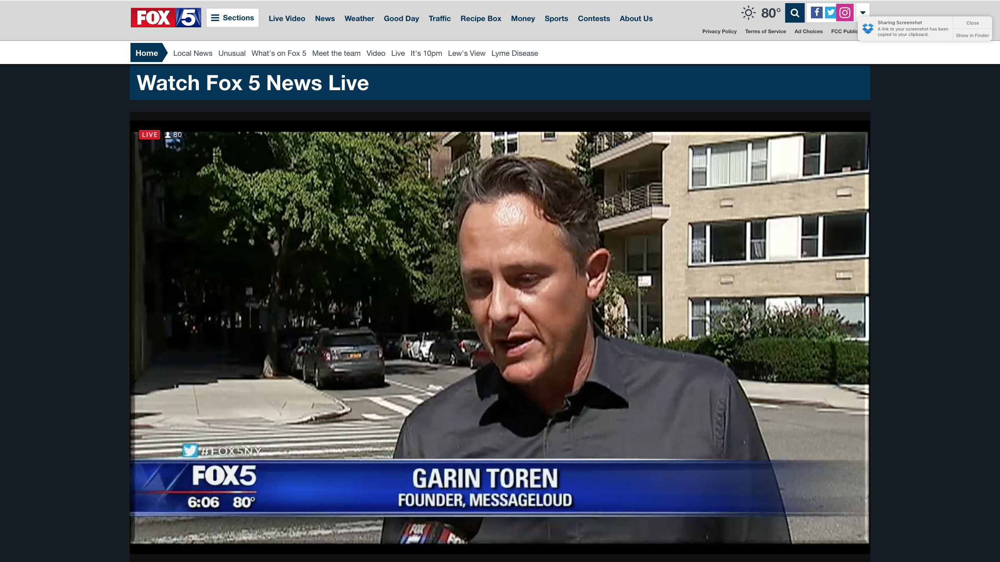 FOX 5
Sections
Live Video News Weather Good Day Traffic Recipe Box Money Sports Contests About Us
80°
Privacy Policy Terms of Service Ad Choices FCC Public
Sharing Screenshot
A link to your screenshot has been
copied to your clipboard.
Close
Show in Finder
Home Local News Unusual What's on Fox 5 Meet the team Video Live It's 10pm Lew's View Lyme Disease
Watch Fox 5 News Live
LIVE 80
#FOX5NY
FOX5
6:06 80°
GARIN TOREN
FOUNDER, MESSAGELOUD
FOX
FOX